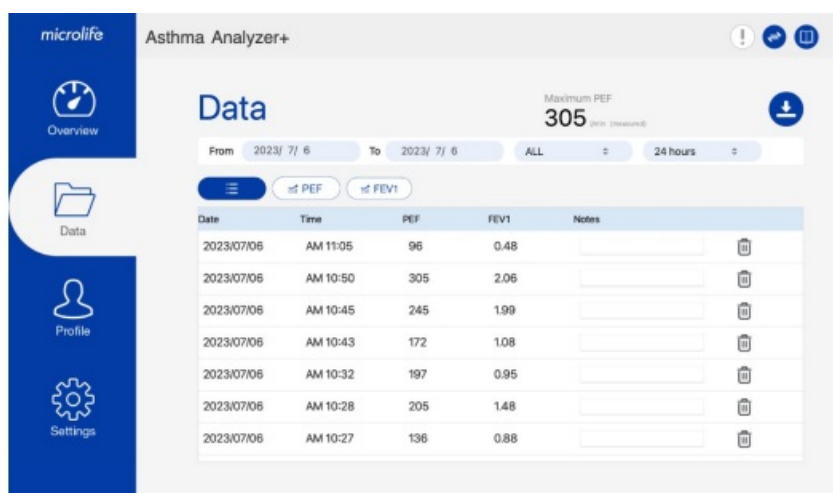 microlife
Asthma Analyzer+
Overview
Data
Profile
Settings
Data
Maximum PEF
305 (measured)
From 2023/ 7/ 6 To 2023/ 7/ 6 ALL 24 hours
PEF FEV1
Date Time PEF FEV1 Notes
2023/07/06 AM 11:05 96 0.48
2023/07/06 AM 10:50 305 2.06
2023/07/06 AM 10:45 245 1.99
2023/07/06 AM 10:43 172 1.08
2023/07/06 AM 10:32 197 0.95
2023/07/06 AM 10:28 205 1.48
2023/07/06 AM 10:27 136 0.88